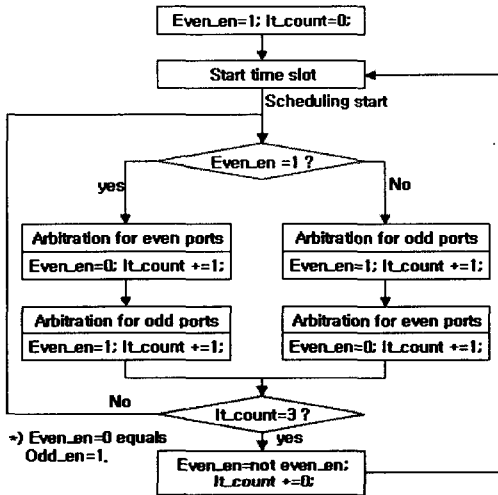 Even_en=1; It_count=0;
Start time slot
Scheduling start
Even_en =1 ?
yes
No
Arbitration for even ports
Even_en=0; It_count +=1;
Arbitration for odd ports
Even_en=1; It_count +=1;
Arbitration for odd ports
Even_en=1; It_count +=1;
Arbitration for even ports
Even_en=0; It_count +=1;
No
It_count=3 ?
yes
*) Even_en=0 equals
Odd_en=1.
Even_en=not even_en;
It_count +=0;